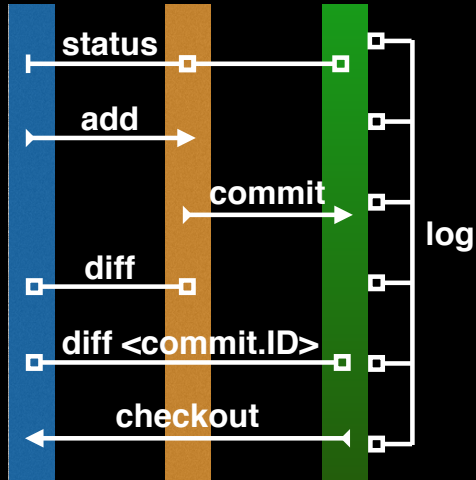 status
add
commit
log
diff
diff <commit.ID>
checkout